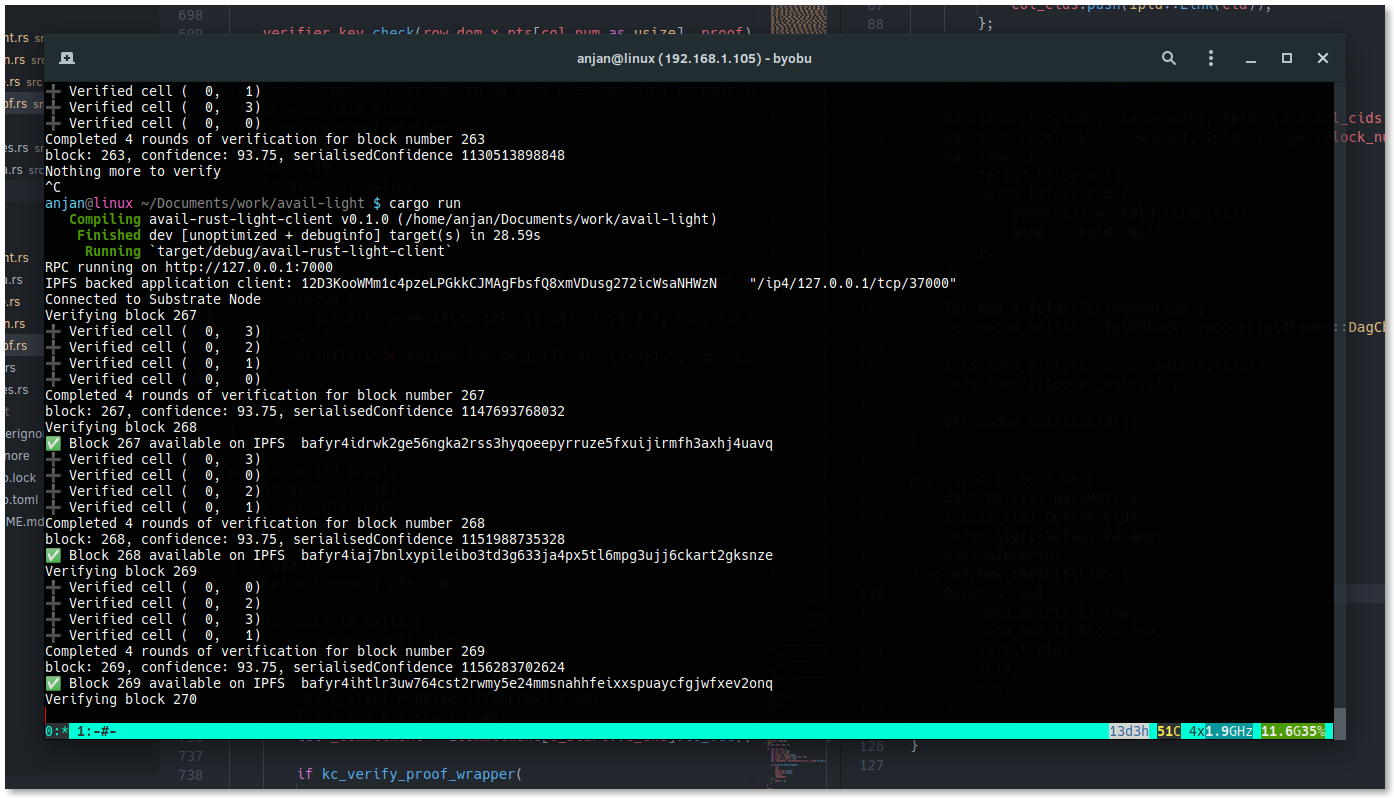 698
87
col_cids.push(Ipld::Link(cid));
88
};
699
verifier_key.check(row_dom_x_pts[col_num as usize], proof)
anjan@linux (192.168.1.105) - byobu
➕ Verified cell (  0,   1)
➕ Verified cell (  0,   3)
➕ Verified cell (  0,   0)
Completed 4 rounds of verification for block number 263
block: 263, confidence: 93.75, serialisedConfidence 1130513898848
Nothing more to verify
^C
anjan@linux ~/Documents/work/avail-light $ cargo run
Compiling avail-rust-light-client v0.1.0 (/home/anjan/Documents/work/avail-light)
Finished dev [unoptimized + debuginfo] target(s) in 28.59s
Running `target/debug/avail-rust-light-client`
RPC running on http://127.0.0.1:7000
IPFS backed application client: 12D3KooWMm1c4pzeLPGkkCJMAgFbsfQ8xmVDusg272icWsaNHWzN    "/ip4/127.0.0.1/tcp/37000"
Connected to Substrate Node
Verifying block 267
➕ Verified cell (  0,   3)
➕ Verified cell (  0,   2)
➕ Verified cell (  0,   1)
➕ Verified cell (  0,   0)
Completed 4 rounds of verification for block number 267
block: 267, confidence: 93.75, serialisedConfidence 1147693768032
Verifying block 268
✅ Block 267 available on IPFS  bafyr4idrwk2ge56ngka2rss3hyqoeepyrruze5fxuijirmfh3axhj4uavq
➕ Verified cell (  0,   3)
➕ Verified cell (  0,   0)
➕ Verified cell (  0,   2)
➕ Verified cell (  0,   1)
Completed 4 rounds of verification for block number 268
block: 268, confidence: 93.75, serialisedConfidence 1151988735328
✅ Block 268 available on IPFS  bafyr4iaj7bnlxypileibo3td3g633ja4px5tl6mpg3ujj6ckart2gksnze
Verifying block 269
➕ Verified cell (  0,   0)
➕ Verified cell (  0,   2)
➕ Verified cell (  0,   3)
➕ Verified cell (  0,   1)
Completed 4 rounds of verification for block number 269
block: 269, confidence: 93.75, serialisedConfidence 1156283702624
✅ Block 269 available on IPFS  bafyr4ihtlr3uw764cst2rwmy5e24mmsnahhfeixxspuaycfgjwfxev2onq
Verifying block 270
0:* 1:-#- 13d3h 51C 4x1.9GHz 11.6G35%
737
738
if kc_verify_proof_wrapper(
126
}
127